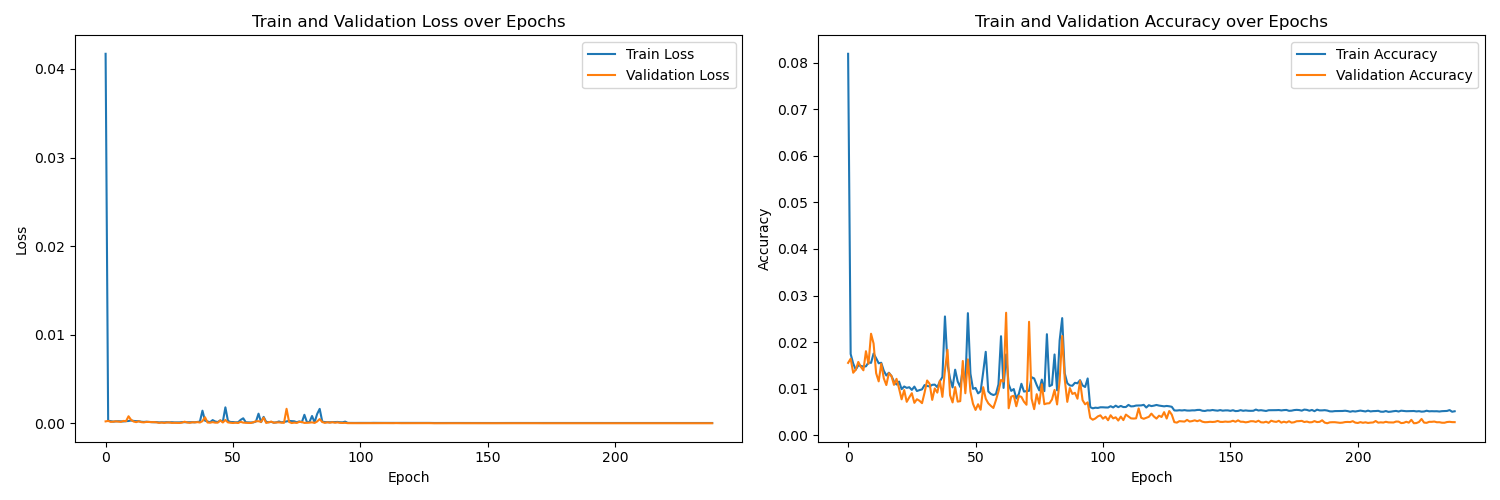 Train and Validation Loss over Epochs
Train Loss
Validation Loss
0.04
0.03
0.02
0.01
0.00
Loss
0
50
100
150
200
Epoch
Train and Validation Accuracy over Epochs
Train Accuracy
Validation Accuracy
0.08
0.07
0.06
0.05
0.04
0.03
0.02
0.01
0.00
Accuracy
0
50
100
150
200
Epoch